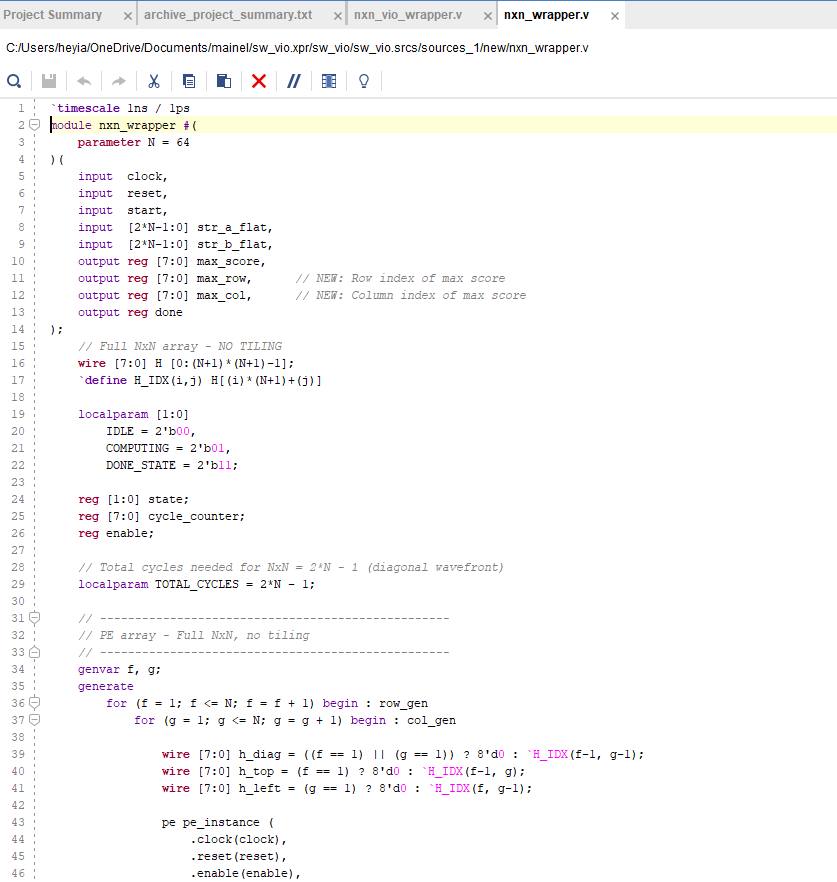 Project Summary × archive_project_summary.txt × nxn_vio_wrapper.v × nxn_wrapper.v ×
C:/Users/heyia/OneDrive/Documents/mainel/sw_vio.xpr/sw_vio/sw_vio.srcs/sources_1/new/nxn_wrapper.v
1 `timescale 1ns / 1ps
2 module nxn_wrapper #(
3     parameter N = 64
4 )(
5     input  clock,
6     input  reset,
7     input  start,
8     input  [2*N-1:0] str_a_flat,
9     input  [2*N-1:0] str_b_flat,
10     output reg [7:0] max_score,
11     output reg [7:0] max_row,      // NEW: Row index of max score
12     output reg [7:0] max_col,      // NEW: Column index of max score
13     output reg done
14 );
15     // Full NxN array - NO TILING
16     wire [7:0] H [0:(N+1)*(N+1)-1];
17     `define H_IDX(i,j) H[(i)*(N+1)+(j)]
18
19     localparam [1:0]
20         IDLE = 2'b00,
21         COMPUTING = 2'b01,
22         DONE_STATE = 2'b11;
23
24     reg [1:0] state;
25     reg [7:0] cycle_counter;
26     reg enable;
27
28     // Total cycles needed for NxN = 2*N - 1 (diagonal wavefront)
29     localparam TOTAL_CYCLES = 2*N - 1;
30
31     // --------------------------------------------------
32     // PE array - Full NxN, no tiling
33     // --------------------------------------------------
34     genvar f, g;
35     generate
36         for (f = 1; f <= N; f = f + 1) begin : row_gen
37             for (g = 1; g <= N; g = g + 1) begin : col_gen
38
39                 wire [7:0] h_diag = ((f == 1) || (g == 1)) ? 8'd0 : `H_IDX(f-1, g-1);
40                 wire [7:0] h_top = (f == 1) ? 8'd0 : `H_IDX(f-1, g);
41                 wire [7:0] h_left = (g == 1) ? 8'd0 : `H_IDX(f, g-1);
42
43                 pe pe_instance (
44                     .clock(clock),
45                     .reset(reset),
46                     .enable(enable),